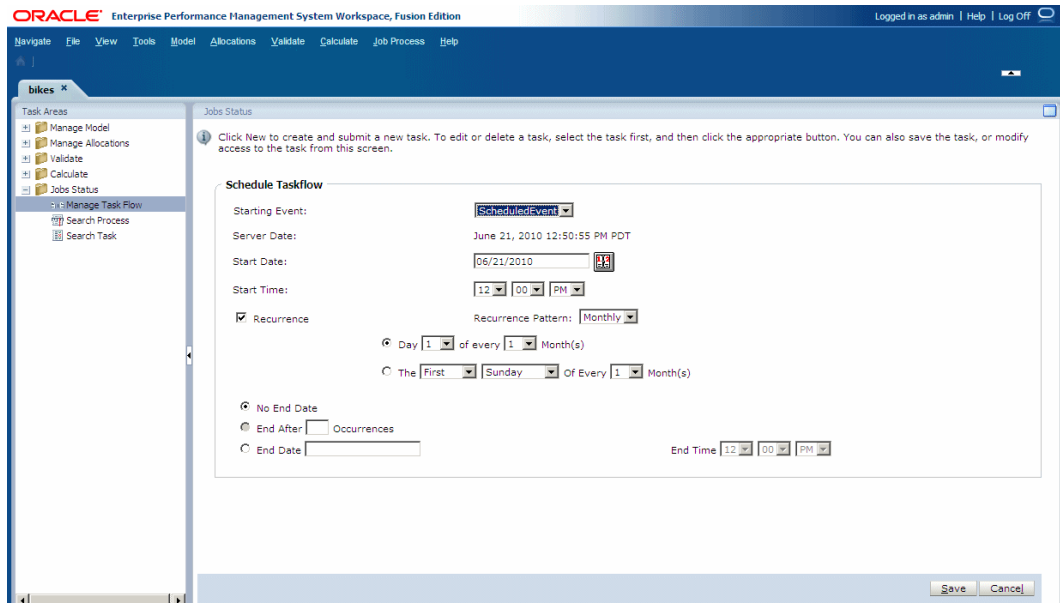 ORACLE Enterprise Performance Management System Workspace, Fusion Edition
Logged in as admin | Help | Log Off
Navigate File View Tools Model Allocations Validate Calculate Job Process Help
bikes
Task Areas
Manage Model
Manage Allocations
Validate
Calculate
Jobs Status
Manage Task Flow
Search Process
Search Task
Jobs Status
Click New to create and submit a new task. To edit or delete a task, select the task first, and then click the appropriate button. You can also save the task, or modify
access to the task from this screen.
Schedule Taskflow
Starting Event: ScheduledEvent
Server Date: June 21, 2010 12:50:55 PM PDT
Start Date: 06/21/2010
Start Time: 12 00 PM
Recurrence Recurrence Pattern: Monthly
Day 1 of every 1 Month(s)
The First Sunday Of Every 1 Month(s)
No End Date
End After Occurrences
End Date End Time 12 00 PM
Save Cancel